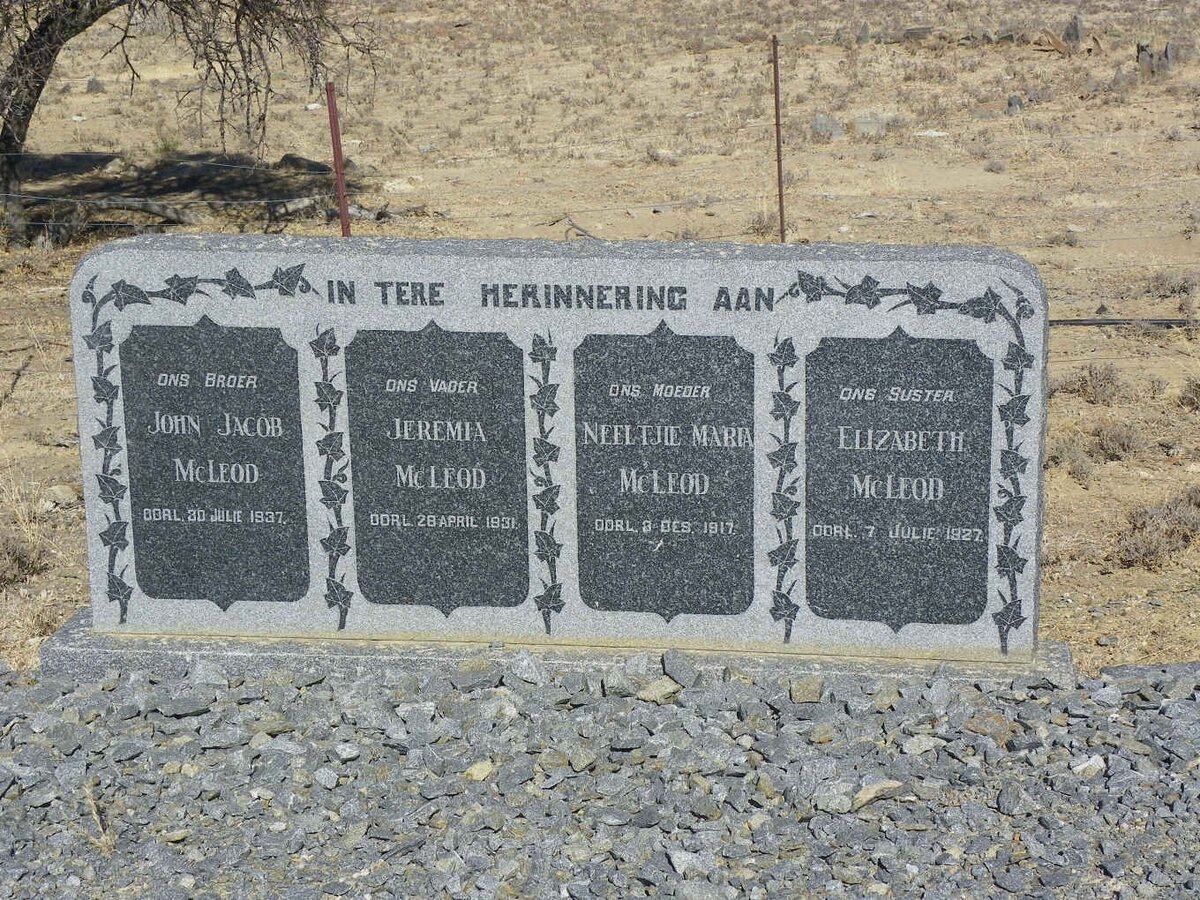 IN TERE HERINNERING AAN
ONS BROER
JOHN JACOB
McLEOD
OORL. 30 JULIE 1937.
ONS VADER
JEREMIA
McLEOD
OORL. 28 APRIL 1931.
ONS MOEDER
NEELTJIE MARIA
McLEOD
OORL. 3 DES. 1917.
ONS SUSTER
ELIZABETH
McLEOD
OORL. 7 JULIE 1927.